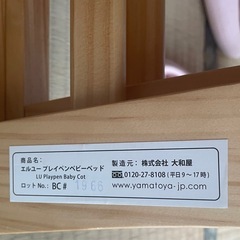 商品名：
エルユー プレイペンベビーベッド
LU Playpen Baby Cot
ロット No.: BC# 1966
製造元： 株式会社 大和屋
0120-27-8108 (平日9～17時)
www.yamatoya-jp.com